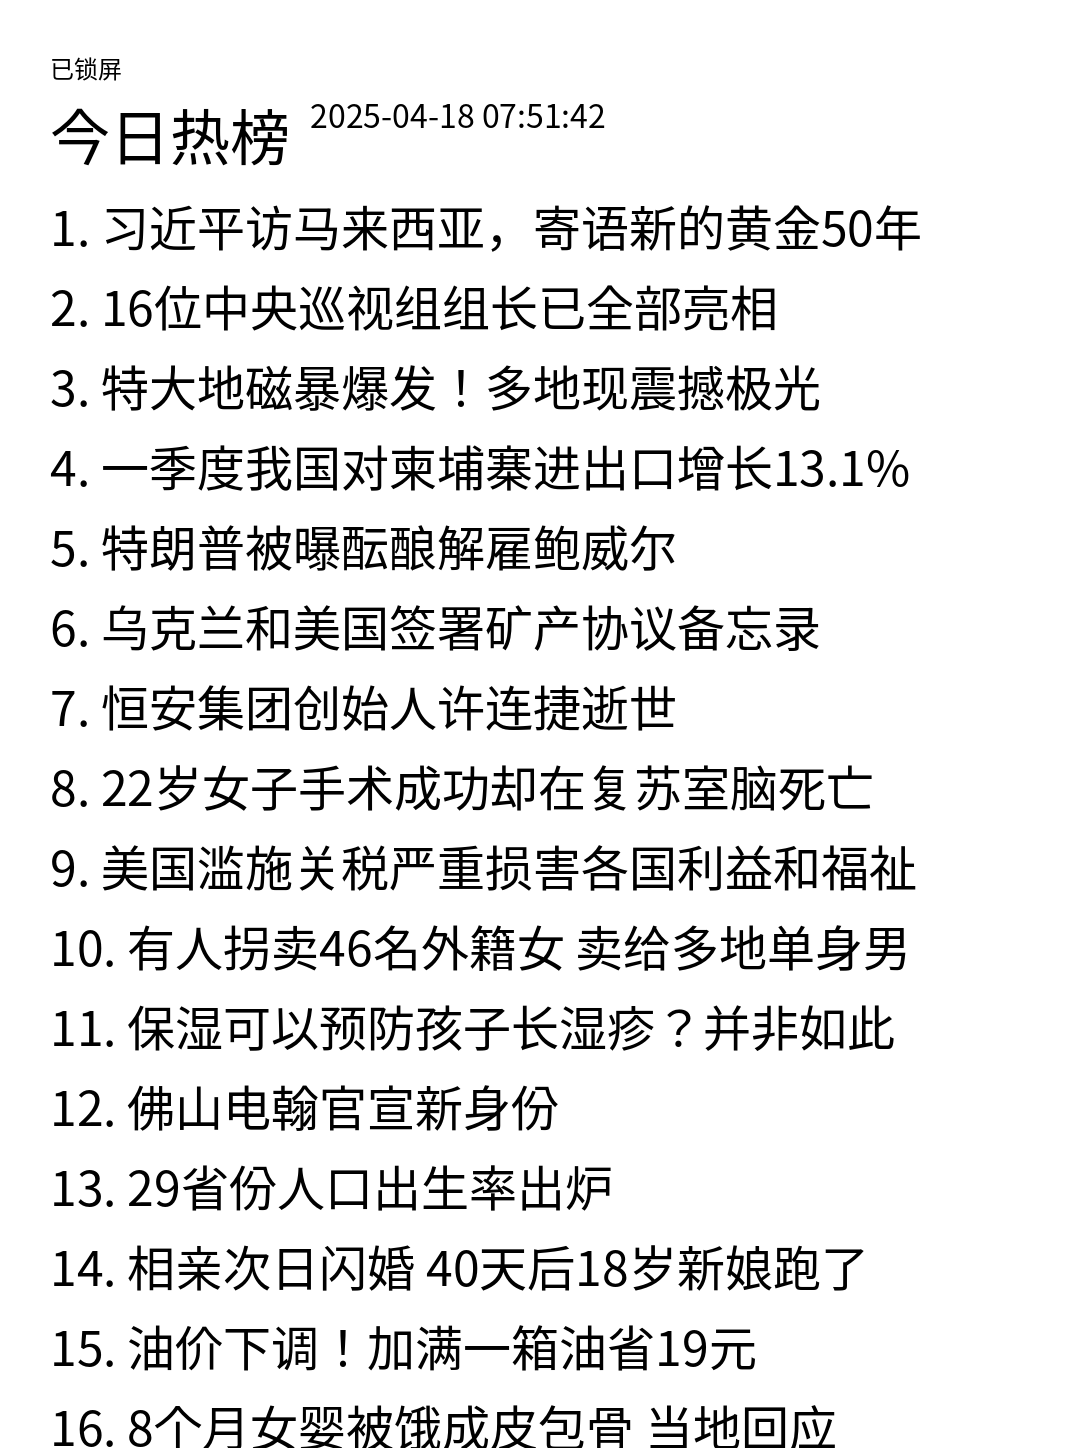 已锁屏
今日热榜 2025-04-18 07:51:42
1. 习近平访马来西亚，寄语新的黄金50年
2. 16位中央巡视组组长已全部亮相
3. 特大地磁暴爆发！多地现震撼极光
4. 一季度我国对柬埔寨进出口增长13.1%
5. 特朗普被曝酝酿解雇鲍威尔
6. 乌克兰和美国签署矿产协议备忘录
7. 恒安集团创始人许连捷逝世
8. 22岁女子手术成功却在复苏室脑死亡
9. 美国滥施关税严重损害各国利益和福祉
10. 有人拐卖46名外籍女 卖给多地单身男
11. 保湿可以预防孩子长湿疹？并非如此
12. 佛山电翰官宣新身份
13. 29省份人口出生率出炉
14. 相亲次日闪婚 40天后18岁新娘跑了
15. 油价下调！加满一箱油省19元
16. 8个月女婴被饿成皮包骨 当地回应